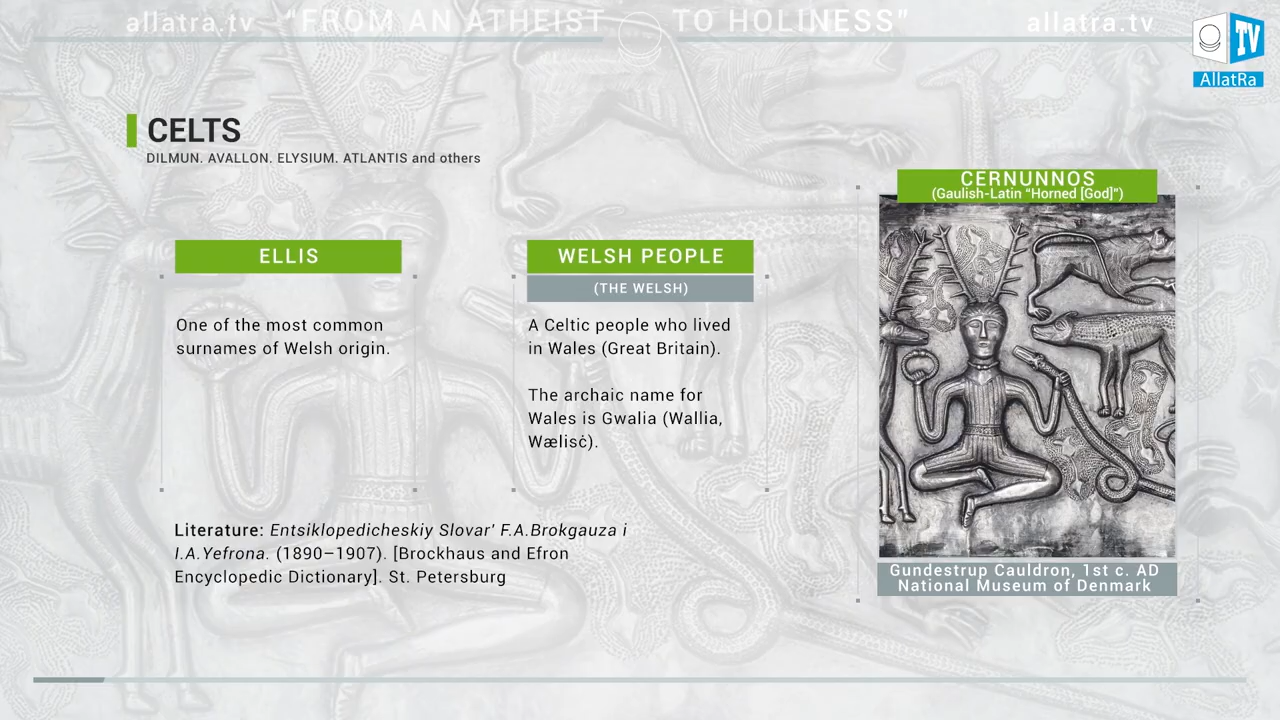 allatra.tv "FROM AN ATHEIST TO HOLINESS" allatra.tv
TV
AllatRa
CELTS
DILMUN. AVALLON. ELYSIUM. ATLANTIS and others
ELLIS
One of the most common
surnames of Welsh origin.
WELSH PEOPLE
(THE WELSH)
A Celtic people who lived
in Wales (Great Britain).
The archaic name for
Wales is Gwalia (Wallia,
Wælisċ).
Literature: Entsiklopedicheskiy Slovar’ F.A.Brokgauza i
I.A.Yefrona. (1890–1907). [Brockhaus and Efron
Encyclopedic Dictionary]. St. Petersburg
CERNUNNOS
(Gaulish-Latin “Horned [God]”)
Gundestrup Cauldron, 1st c. AD
National Museum of Denmark